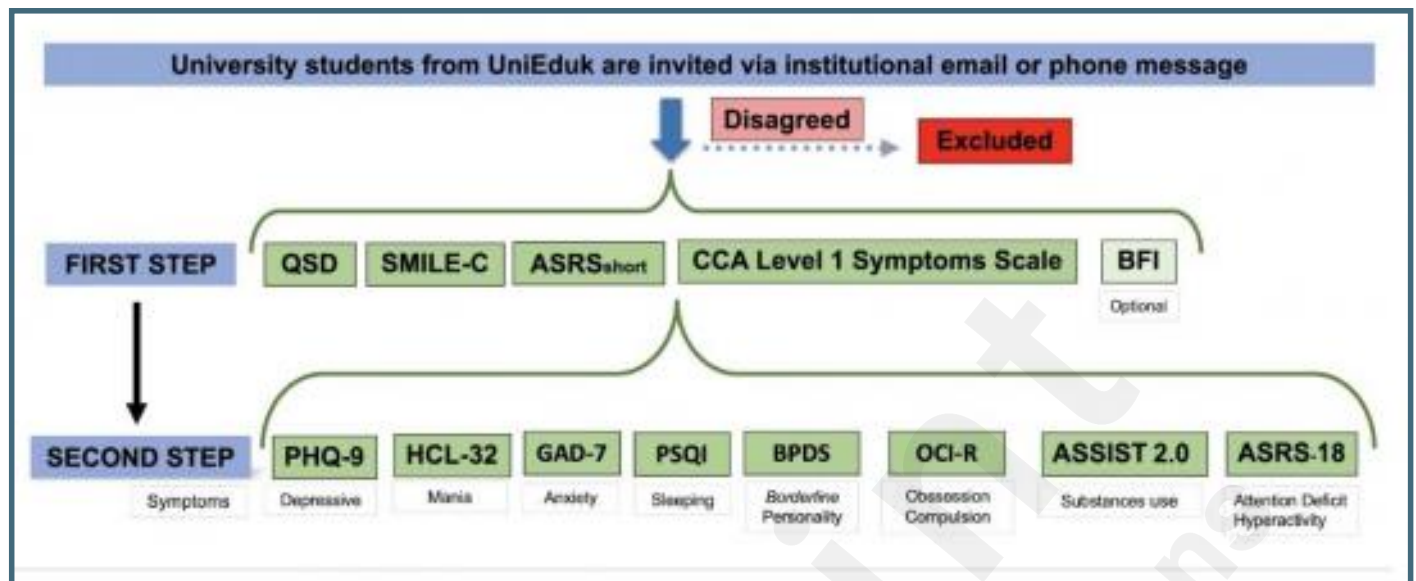 University students from UniEduk are invited via institutional email or phone message
Disagreed
Excluded
FIRST STEP
QSD
SMILE-C
ASRSshort
CCA Level 1 Symptoms Scale
BFI
Optional
SECOND STEP
PHQ-9
HCL-32
GAD-7
PSQI
BPDS
OCI-R
ASSIST 2.0
ASRS-18
Symptoms
Depressive
Mania
Anxiety
Sleeping
Borderline
Personality
Obsession
Compulsion
Substances use
Attention Deficit
Hyperactivity